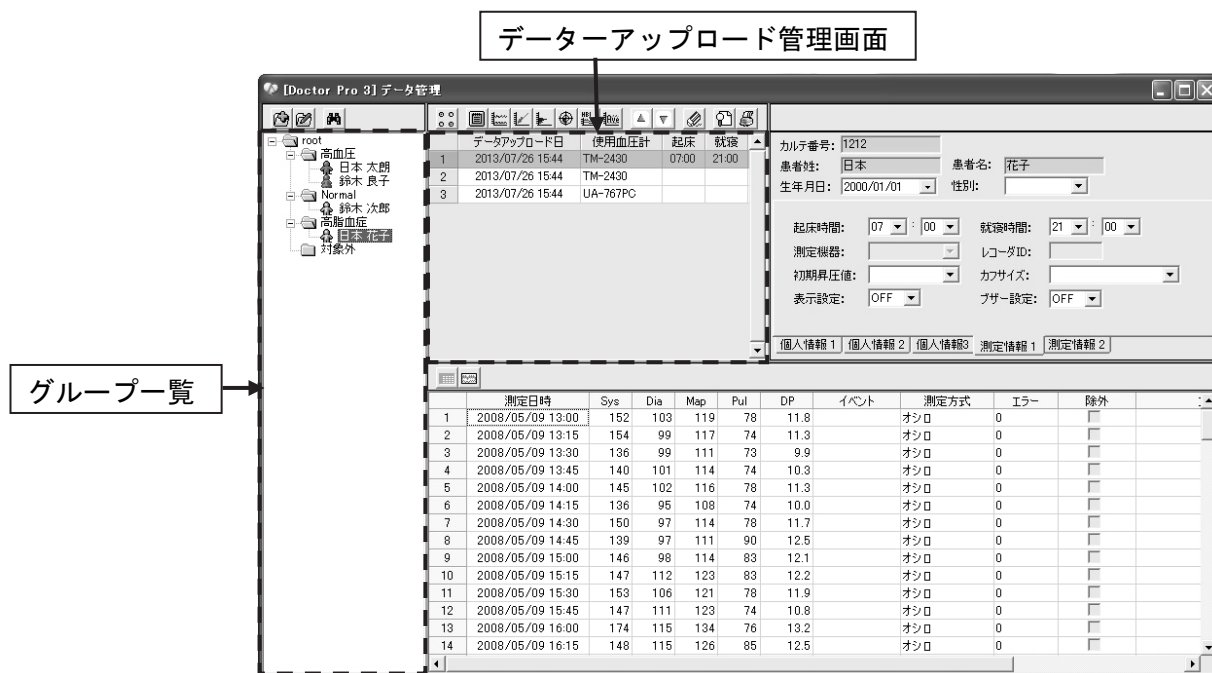 データーアップロード管理画面
[Doctor Pro 3] データ管理
root
高血圧
日本 太朗
鈴木 良子
Normal
鈴木 次郎
高脂血症
日本 花子
対象外
グループ一覧
データアップロード日 使用血圧計 起床 就寝
1 2013/07/26 15:44 TM-2430 07:00 21:00
2 2013/07/26 15:44 TM-2430
3 2013/07/26 15:44 UA-767PC
カルテ番号: 1212
患者姓: 日本 患者名: 花子
生年月日: 2000/01/01 性別:
起床時間: 07 : 00 就寝時間: 21 : 00
測定機器: レコーダID:
初期昇圧値: カフサイズ:
表示設定: OFF ブザー設定: OFF
個人情報 1 個人情報 2 個人情報3 測定情報 1 測定情報 2
測定日時 Sys Dia Map Pul DP イベント 測定方式 エラー 除外
1 2008/05/09 13:00 152 103 119 78 11.8 オシロ 0
2 2008/05/09 13:15 154 99 117 74 11.3 オシロ 0
3 2008/05/09 13:30 136 99 111 73 9.9 オシロ 0
4 2008/05/09 13:45 140 101 114 74 10.3 オシロ 0
5 2008/05/09 14:00 145 102 116 78 11.3 オシロ 0
6 2008/05/09 14:15 136 95 108 74 10.0 オシロ 0
7 2008/05/09 14:30 150 97 114 78 11.7 オシロ 0
8 2008/05/09 14:45 139 97 111 90 12.5 オシロ 0
9 2008/05/09 15:00 146 98 114 83 12.1 オシロ 0
10 2008/05/09 15:15 147 112 123 83 12.2 オシロ 0
11 2008/05/09 15:30 153 106 121 78 11.9 オシロ 0
12 2008/05/09 15:45 147 111 123 74 10.8 オシロ 0
13 2008/05/09 16:00 174 115 134 76 13.2 オシロ 0
14 2008/05/09 16:15 148 115 126 85 12.5 オシロ 0